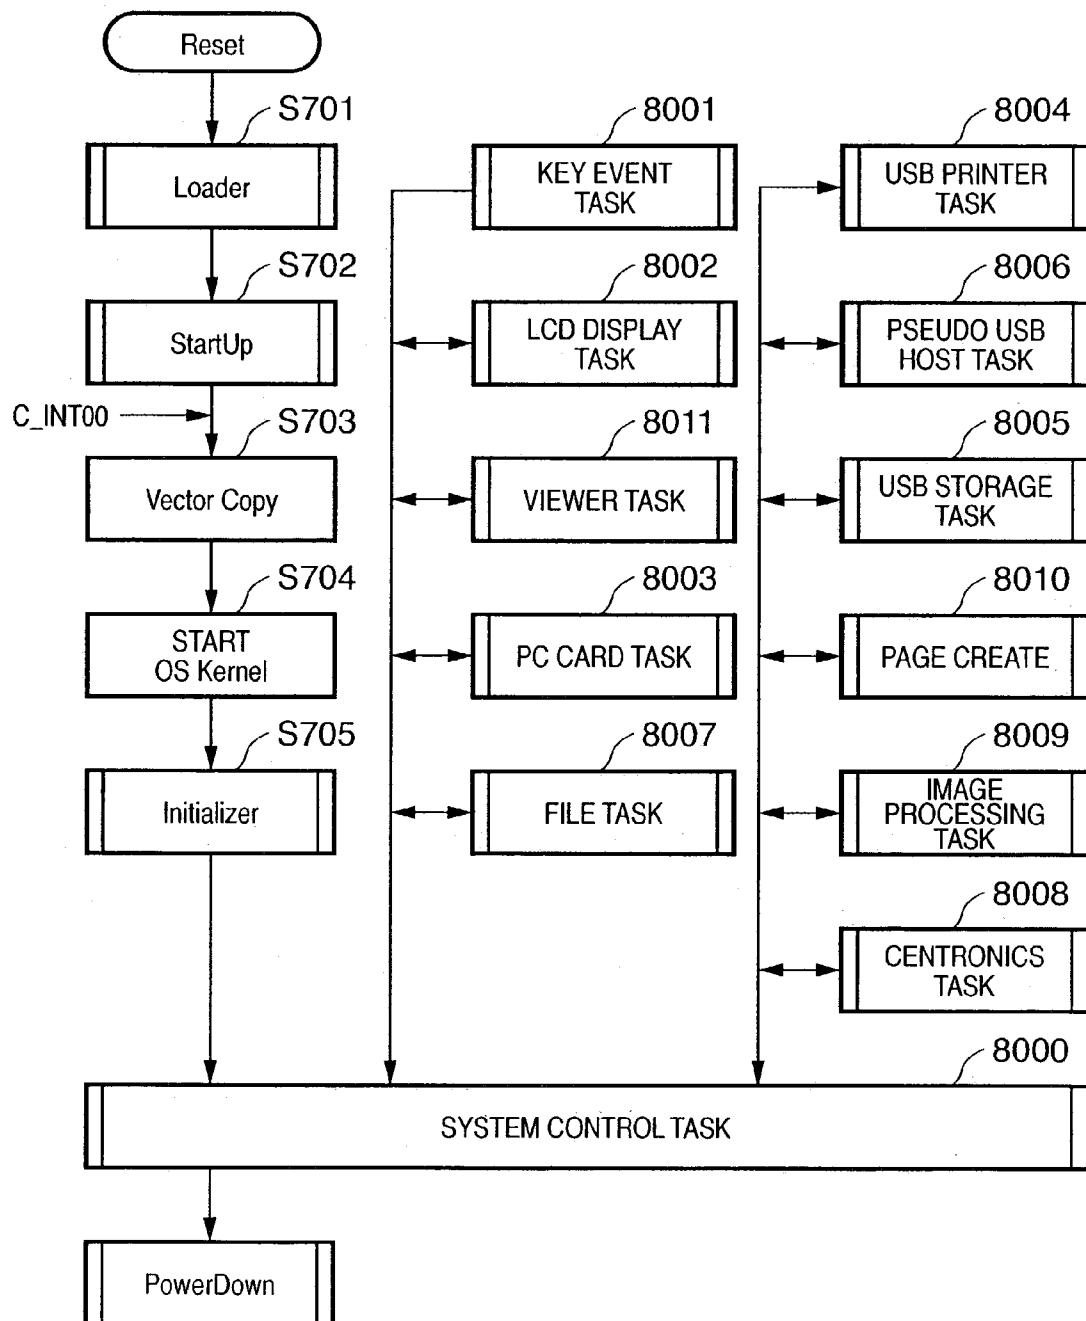 Reset
S701
Loader
S702
StartUp
C_INT00
S703
Vector Copy
S704
START
OS Kernel
S705
Initializer
8001
KEY EVENT
TASK
8002
LCD DISPLAY
TASK
8011
VIEWER TASK
8003
PC CARD TASK
8007
FILE TASK
8004
USB PRINTER
TASK
8006
PSEUDO USB
HOST TASK
8005
USB STORAGE
TASK
8010
PAGE CREATE
8009
IMAGE
PROCESSING
TASK
8008
CENTRONICS
TASK
8000
SYSTEM CONTROL TASK
PowerDown